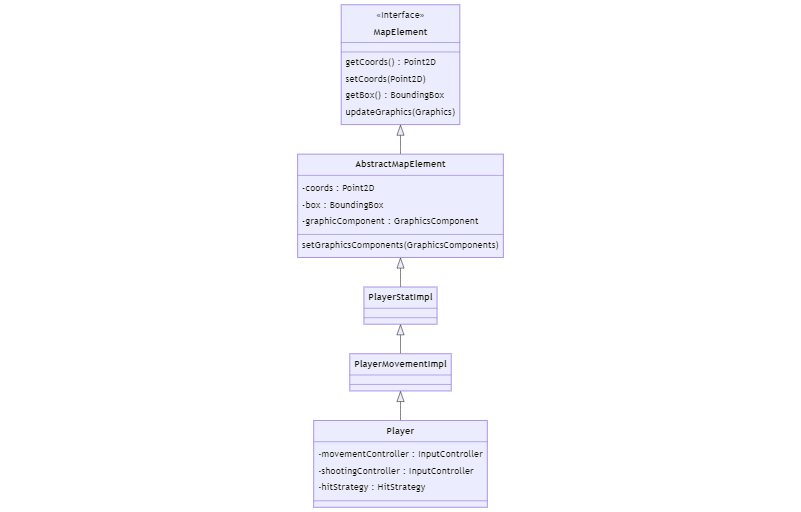 «Interface»
MapElement
getCoords() : Point2D
setCoords(Point2D)
getBox() : BoundingBox
updateGraphics(Graphics)
AbstractMapElement
-coords : Point2D
-box : BoundingBox
-graphicComponent : GraphicsComponent
setGraphicsComponents(GraphicsComponents)
PlayerStatImpl
PlayerMovementImpl
Player
-movementController : InputController
-shootingController : InputController
-hitStrategy : HitStrategy